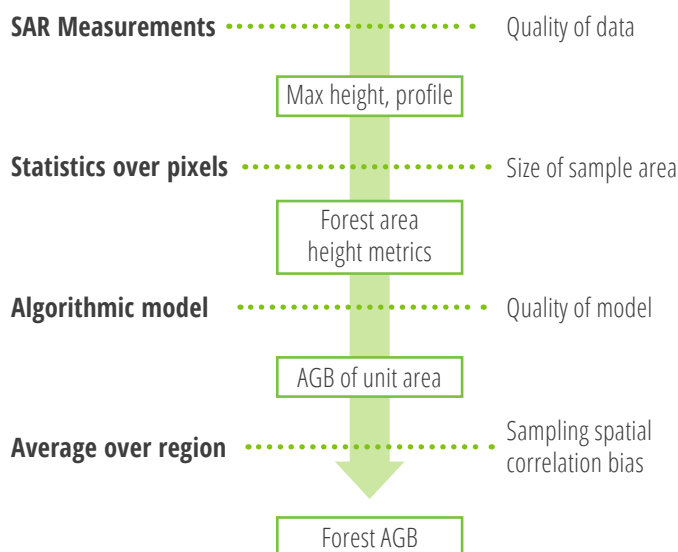 SAR Measurements
Quality of data
Max height, profile
Statistics over pixels
Size of sample area
Forest area
height metrics
Algorithmic model
Quality of model
AGB of unit area
Average over region
Sampling spatial
correlation bias
Forest AGB